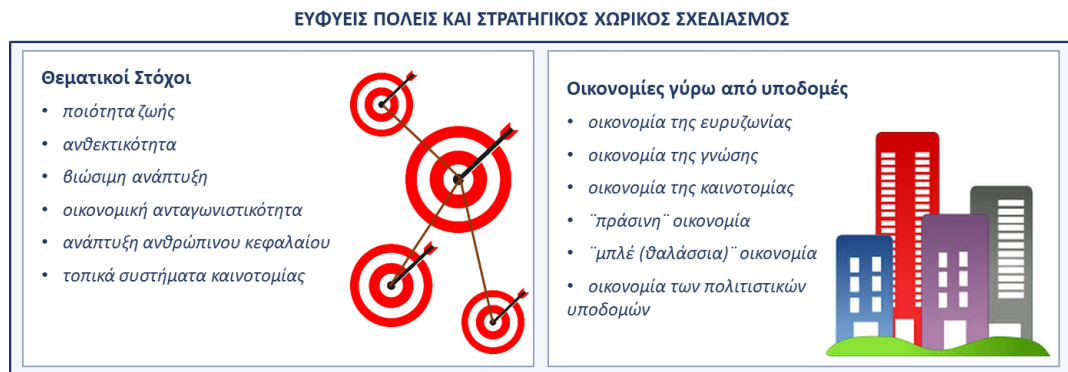 ΕΥΦΥΕΙΣ ΠΟΛΕΙΣ ΚΑΙ ΣΤΡΑΤΗΓΙΚΟΣ ΧΩΡΙΚΟΣ ΣΧΕΔΙΑΣΜΟΣ
Θεματικοί Στόχοι
• ποιότητα ζωής
• ανθεκτικότητα
• βιώσιμη ανάπτυξη
• οικονομική ανταγωνιστικότητα
• ανάπτυξη ανθρώπινου κεφαλαίου
• τοπικά συστήματα καινοτομίας
Οικονομίες γύρω από υποδομές
• οικονομία της ευρυζωνίας
• οικονομία της γνώσης
• οικονομία της καινοτομίας
• ¨πράσινη¨ οικονομία
• ¨μπλέ (θαλάσσια)¨ οικονομία
• οικονομία των πολιτιστικών
υποδομών